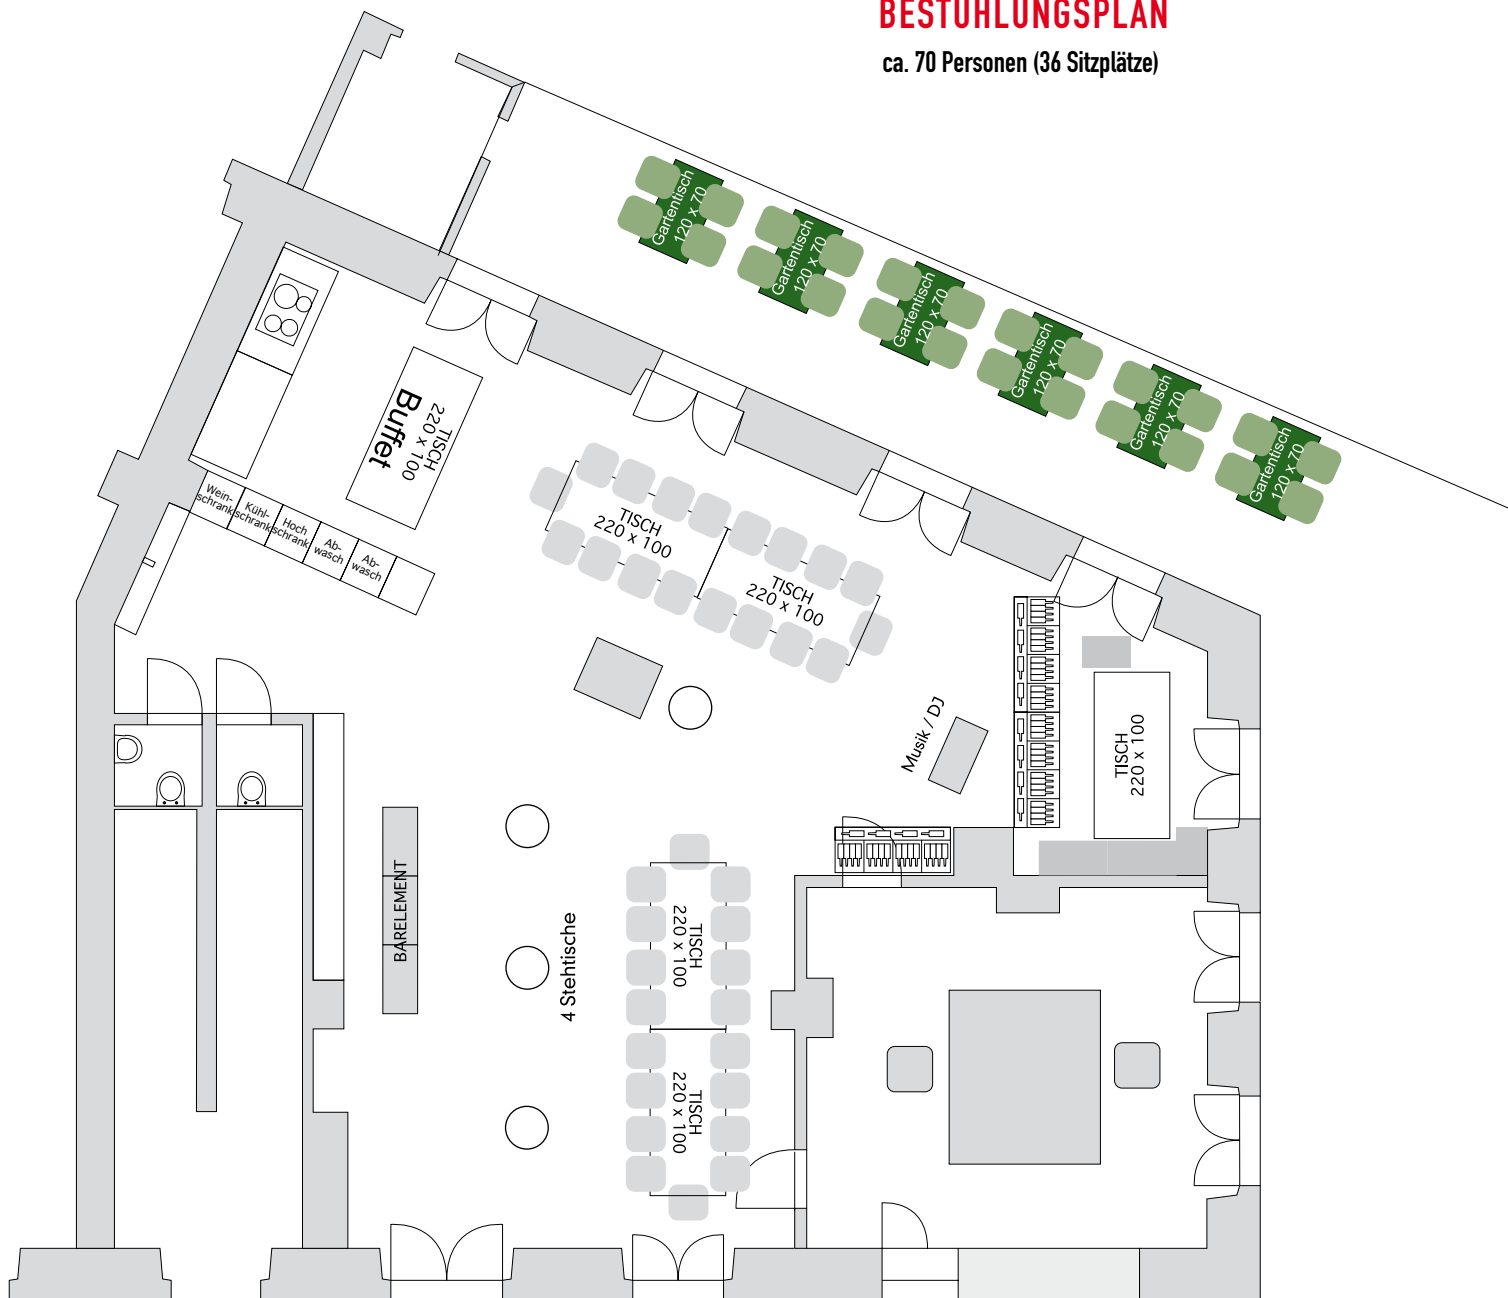 BESTUHLUNGSPLAN
ca. 70 Personen (36 Sitzplätze)
Gartentisch
120 x 70
Gartentisch
120 x 70
Gartentisch
120 x 70
Gartentisch
120 x 70
Gartentisch
120 x 70
Gartentisch
120 x 70
TISCH
220 x 100
Buffet
Wein-
schrank
Kühl-
schrank
Hoch
schrank
Ab-
wasch
Ab-
wasch
TISCH
220 x 100
TISCH
220 x 100
Musik / DJ
TISCH
220 x 100
BARELEMENT
4 Stehtische
TISCH
220 x 100
TISCH
220 x 100